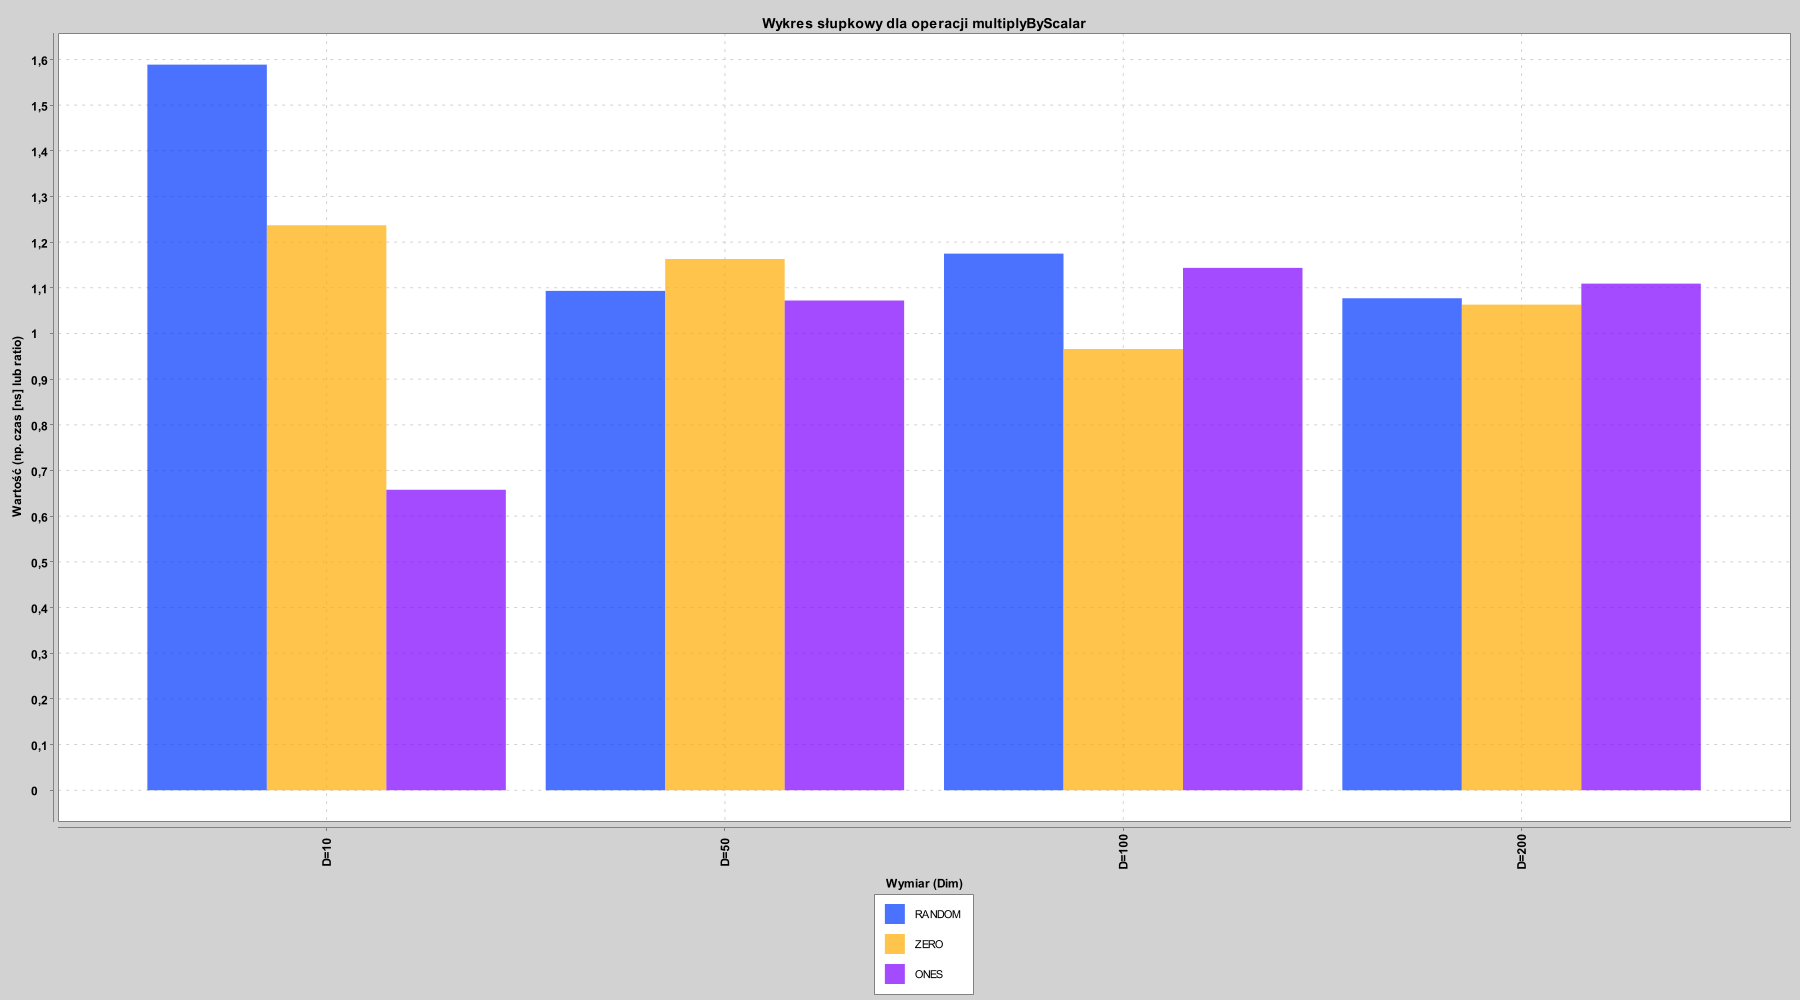 Wykres słupkowy dla operacji multiplyByScalar
Wartość (np. czas [ns] lub ratio)
1,6
1,5
1,4
1,3
1,2
1,1
1
0,9
0,8
0,7
0,6
0,5
0,4
0,3
0,2
0,1
0
D=10
D=50
D=100
D=200
Wymiar (Dim)
RANDOM
ZERO
ONES